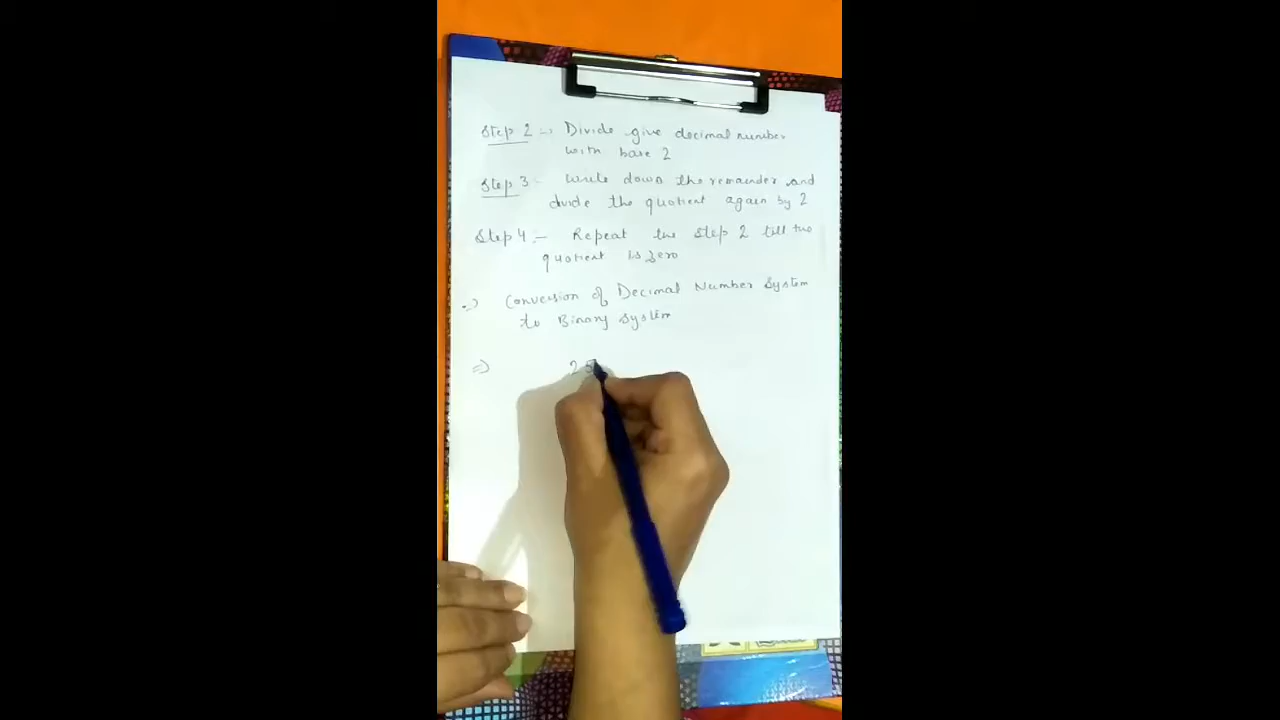 Step 2 :- Divide give decimal number
with base 2
Step 3 - Write down the remainder and
divide the quotient again by 2
Step 4 :- Repeat the step 2 till the
quotient is zero
=) Conversion of Decimal Number System
to Binary System
=) 25